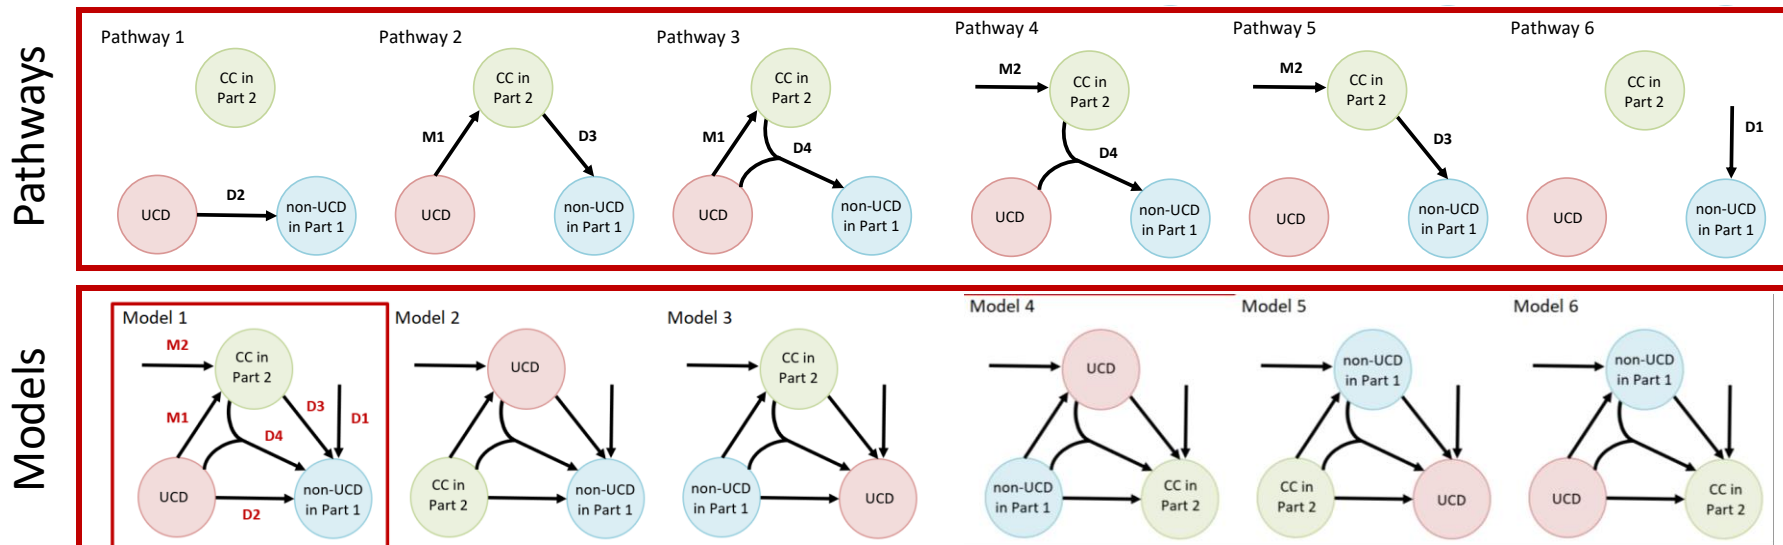 Pathways
Pathway 1
CC in
Part 2
UCD
D2
non-UCD
in Part 1
Pathway 2
CC in
Part 2
M1
D3
UCD
non-UCD
in Part 1
Pathway 3
CC in
Part 2
M1
D4
UCD
non-UCD
in Part 1
Pathway 4
M2
CC in
Part 2
D4
UCD
non-UCD
in Part 1
Pathway 5
M2
CC in
Part 2
D3
UCD
non-UCD
in Part 1
Pathway 6
CC in
Part 2
D1
UCD
non-UCD
in Part 1
Models
Model 1
M2
CC in
Part 2
M1
D3
D1
D4
UCD
D2
non-UCD
in Part 1
Model 2
UCD
CC in
Part 2
non-UCD
in Part 1
Model 3
CC in
Part 2
non-UCD
in Part 1
UCD
Model 4
UCD
non-UCD
in Part 1
CC in
Part 2
Model 5
non-UCD
in Part 1
CC in
Part 2
UCD
Model 6
non-UCD
in Part 1
UCD
CC in
Part 2